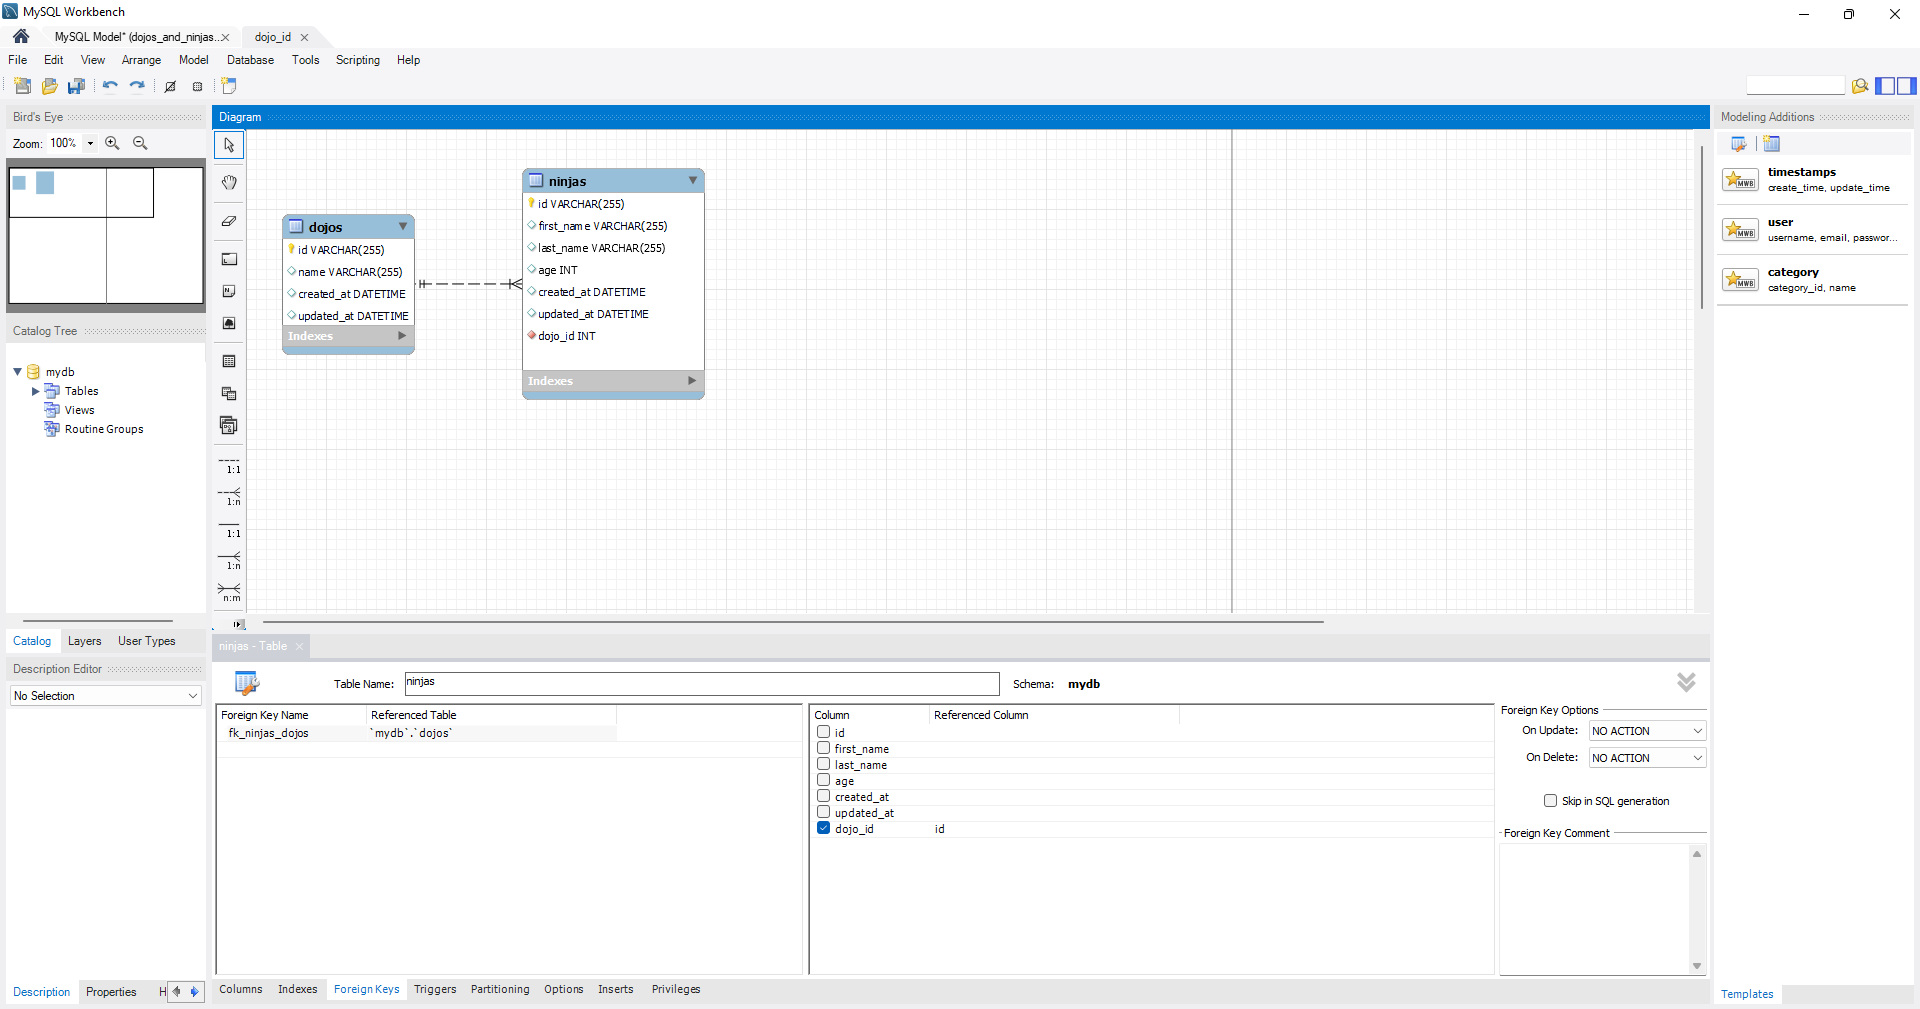 MySQL Workbench
MySQL Model* (dojos_and_ninjas..
dojo_id
File Edit View Arrange Model Database Tools Scripting Help
Bird's Eye
Zoom: 100%
Catalog Tree
mydb
Tables
Views
Routine Groups
Catalog Layers User Types
Description Editor
No Selection
Description Properties H
Diagram
1:1
1:n
1:1
1:n
n:m
dojos
id VARCHAR(255)
name VARCHAR(255)
created_at DATETIME
updated_at DATETIME
Indexes
ninjas
id VARCHAR(255)
first_name VARCHAR(255)
last_name VARCHAR(255)
age INT
created_at DATETIME
updated_at DATETIME
dojo_id INT
Indexes
ninjas - Table
Table Name: ninjas Schema: mydb
Foreign Key Name Referenced Table
fk_ninjas_dojos `mydb`.`dojos`
Column Referenced Column
id
first_name
last_name
age
created_at
updated_at
dojo_id id
Foreign Key Options
On Update: NO ACTION
On Delete: NO ACTION
Skip in SQL generation
Foreign Key Comment
Columns Indexes Foreign Keys Triggers Partitioning Options Inserts Privileges
Modeling Additions
MWB
timestamps
create_time, update_time
MWB
user
username, email, passwor...
MWB
category
category_id, name
Templates